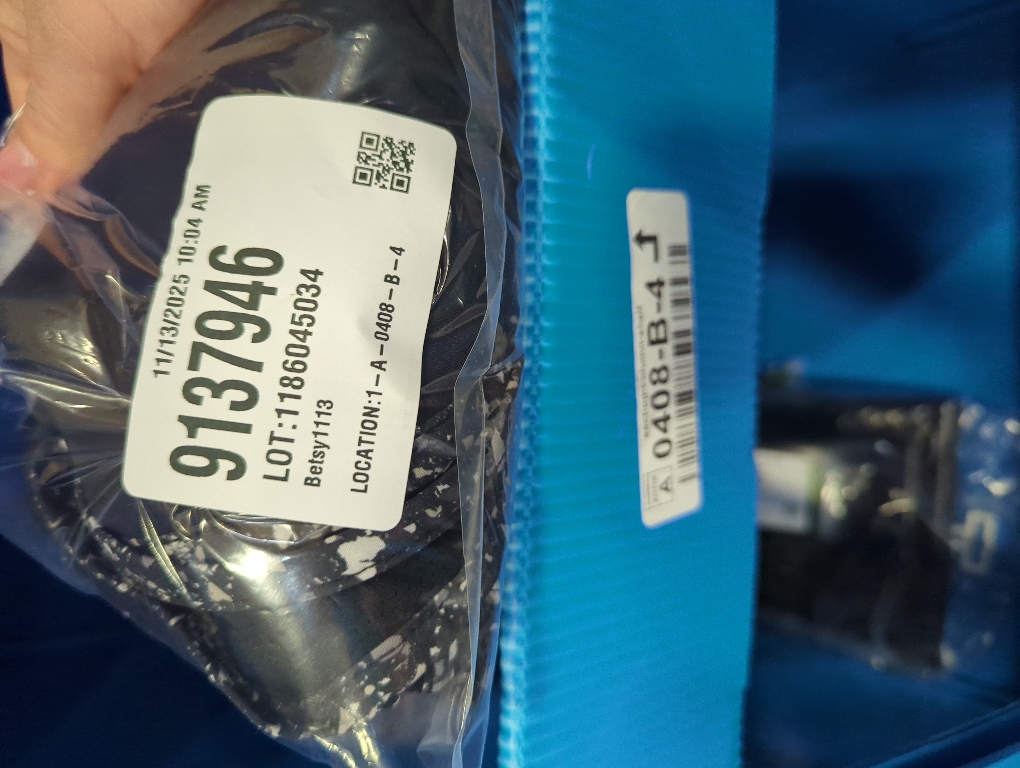 11/13/2025 10:04 AM
9137946
LOT:1186045034
Betsy1113
LOCATION:1-A-0408-B-4
A
0408-B-4